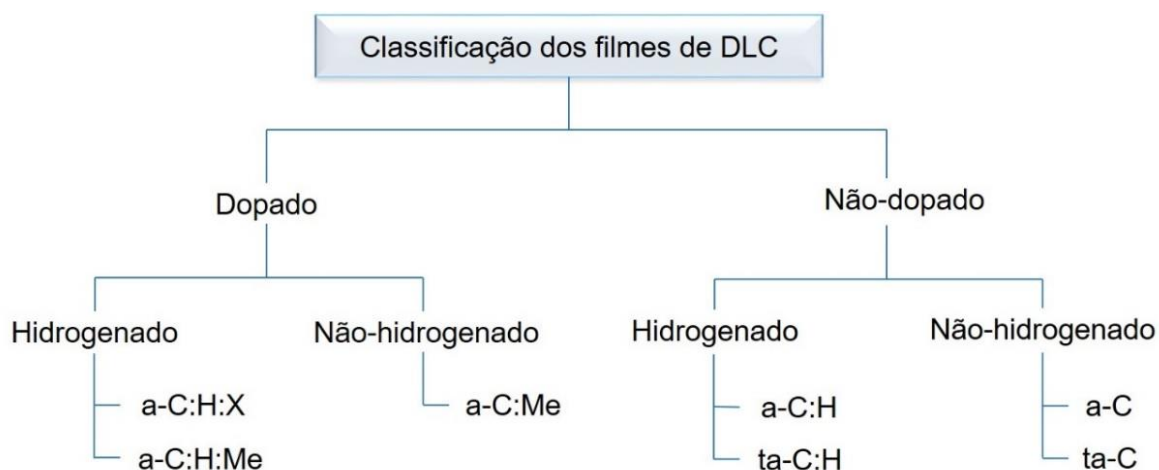 Classificação dos filmes de DLC
Dopado
Não-dopado
Hidrogenado
Não-hidrogenado
Hidrogenado
Não-hidrogenado
a-C:H:X
a-C:H:Me
a-C:Me
a-C:H
ta-C:H
a-C
ta-C